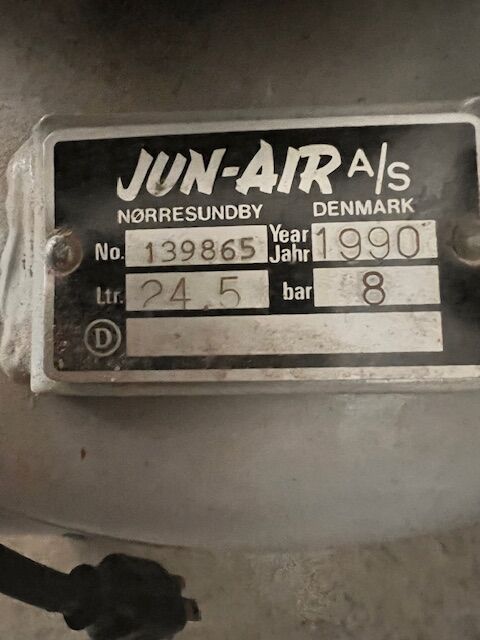 JUN-AIR A/S
NØRRESUNDBY DENMARK
No. 139865 Year Jahr 1990
Ltr. 24.5 bar 8
D